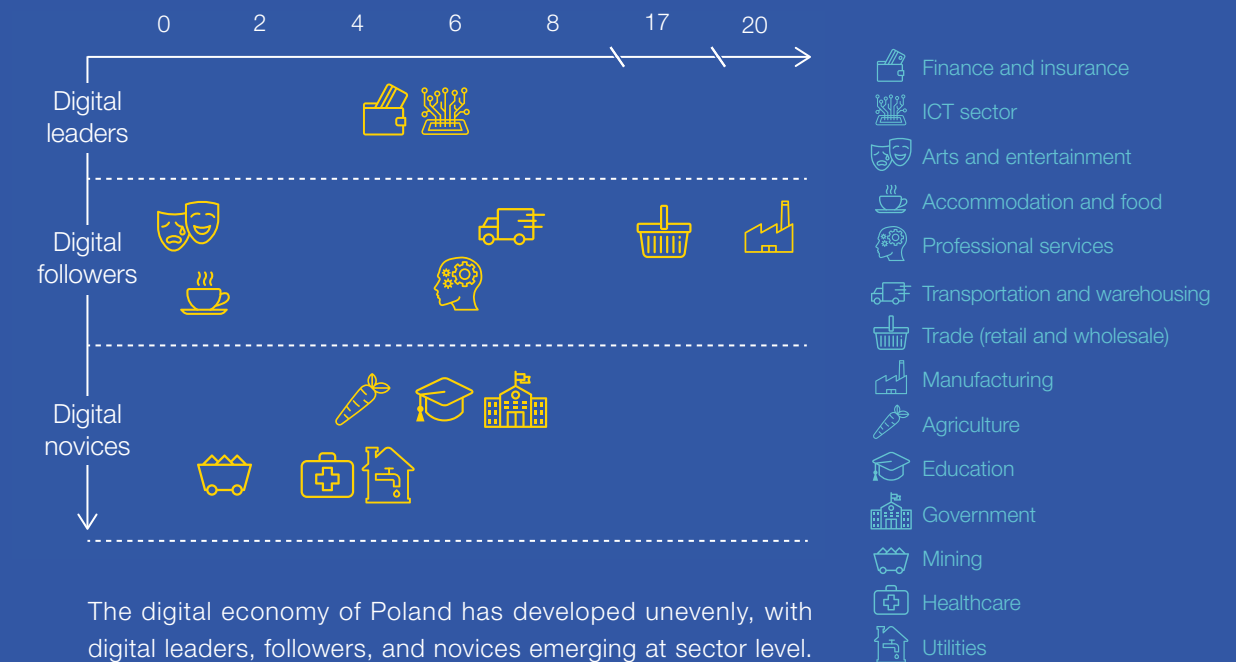 0 2 4 6 8 17 20
Digital
leaders
Digital
followers
Digital
novices
Finance and insurance
ICT sector
Arts and entertainment
Accommodation and food
Professional services
Transportation and warehousing
Trade (retail and wholesale)
Manufacturing
Agriculture
Education
Government
Mining
Healthcare
Utilities
The digital economy of Poland has developed unevenly, with
digital leaders, followers, and novices emerging at sector level.